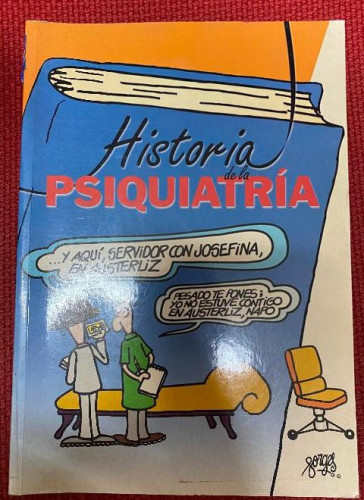 Historia
de la
PSIQUIATRÍA
...Y AQUÍ, SERVIDOR CON JOSEFINA,
EN AUSTERLIZ
PESADO TE PONES ;
YO NO ESTUVE CONTIGO
EN AUSTERLIZ, NAPO
Forges